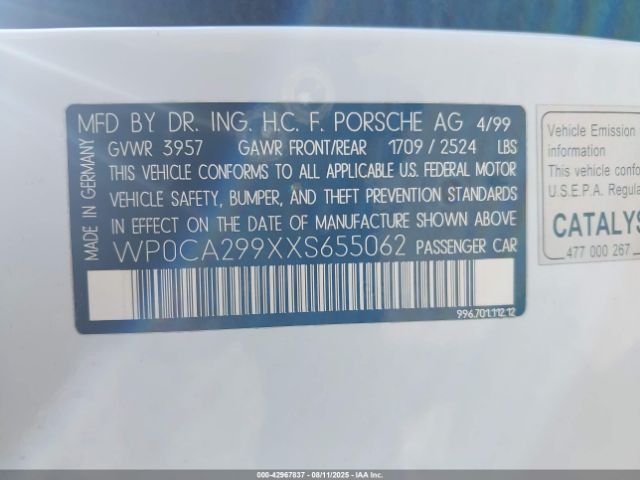 MFD BY DR. ING. H.C. F. PORSCHE AG 4/99
GVWR 3957 GAWR FRONT/REAR 1709 / 2524 LBS
THIS VEHICLE CONFORMS TO ALL APPLICABLE U.S. FEDERAL MOTOR
VEHICLE SAFETY, BUMPER, AND THEFT PREVENTION STANDARDS
IN EFFECT ON THE DATE OF MANUFACTURE SHOWN ABOVE
WP0CA299XXS655062 PASSENGER CAR
996.701.112.12
MADE IN GERMANY
Vehicle Emission
information
This vehicle confo
U.S.E.P.A. Regula
CATALYS
477 000 267
000-42967837 - 08/11/2025 - IAA Inc.